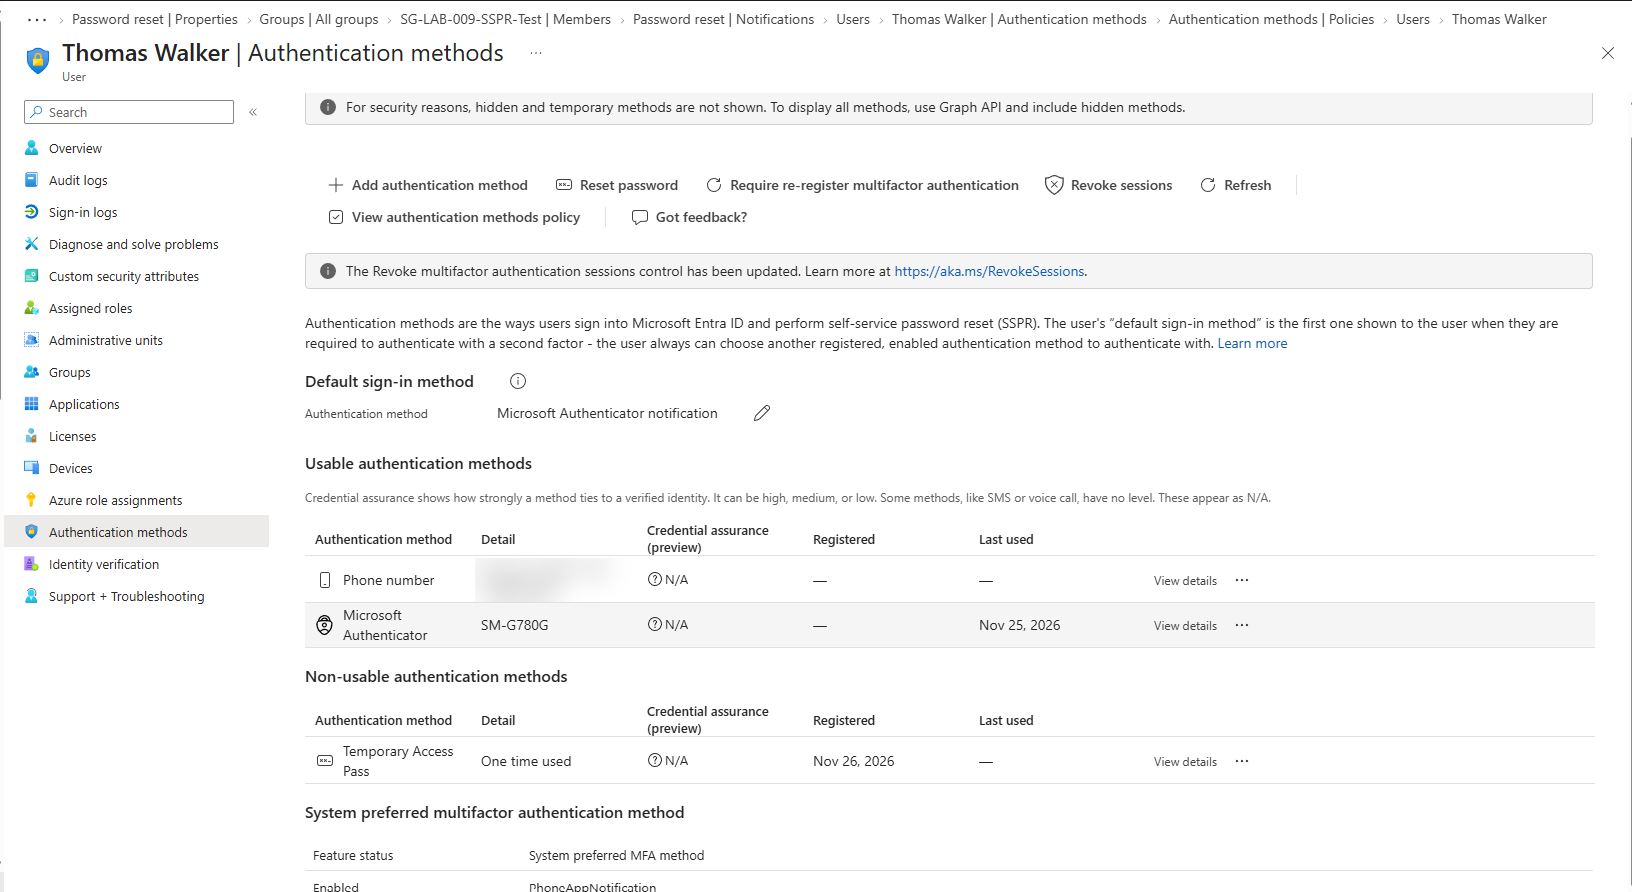 ··· › Password reset | Properties › Groups | All groups › SG-LAB-009-SSPR-Test | Members › Password reset | Notifications › Users › Thomas Walker | Authentication methods › Authentication methods | Policies › Users › Thomas Walker
Thomas Walker | Authentication methods ···
User
Search
«
Overview
Audit logs
Sign-in logs
Diagnose and solve problems
Custom security attributes
Assigned roles
Administrative units
Groups
Applications
Licenses
Devices
Azure role assignments
Authentication methods
Identity verification
Support + Troubleshooting
For security reasons, hidden and temporary methods are not shown. To display all methods, use Graph API and include hidden methods.
Add authentication method Reset password Require re-register multifactor authentication Revoke sessions Refresh
View authentication methods policy Got feedback?
The Revoke multifactor authentication sessions control has been updated. Learn more at https://aka.ms/RevokeSessions.
Authentication methods are the ways users sign into Microsoft Entra ID and perform self-service password reset (SSPR). The user's “default sign-in method” is the first one shown to the user when they are
required to authenticate with a second factor - the user always can choose another registered, enabled authentication method to authenticate with. Learn more
Default sign-in method
Authentication method Microsoft Authenticator notification
Usable authentication methods
Credential assurance shows how strongly a method ties to a verified identity. It can be high, medium, or low. Some methods, like SMS or voice call, have no level. These appear as N/A.
Authentication method Detail Credential assurance (preview) Registered Last used
Phone number N/A — — View details ···
Microsoft Authenticator SM-G780G N/A — Nov 25, 2026 View details ···
Non-usable authentication methods
Authentication method Detail Credential assurance (preview) Registered Last used
Temporary Access Pass One time used N/A Nov 26, 2026 — View details ···
System preferred multifactor authentication method
Feature status System preferred MFA method
Enabled PhoneAppNotification